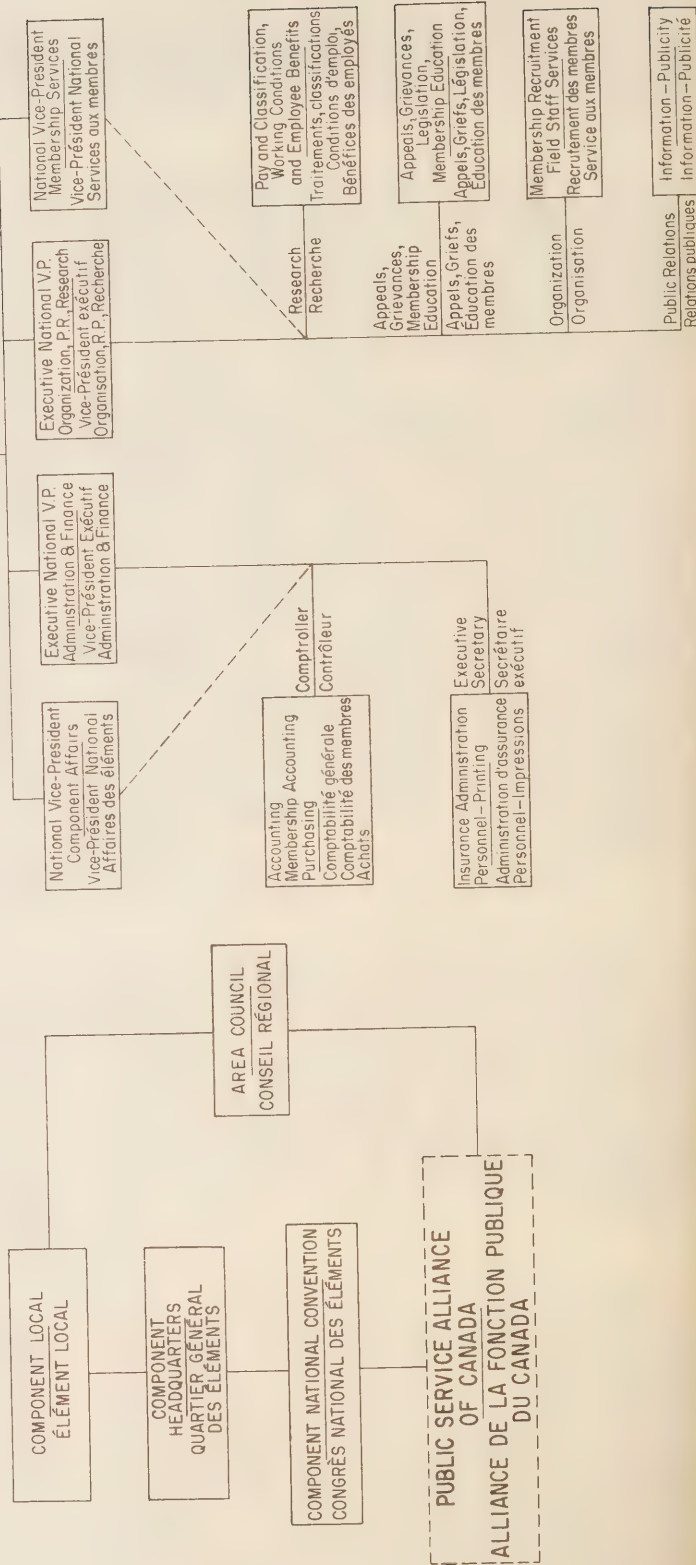 COMPONENT LOCAL
ÉLÉMENT LOCAL
COMPONENT
HEADQUARTERS
QUARTIER GÉNÉRAL
DES ÉLÉMENTS
COMPONENT NATIONAL CONVENTION
CONGRÈS NATIONAL DES ÉLÉMENTS
PUBLIC SERVICE ALLIANCE
OF CANADA
ALLIANCE DE LA FONCTION PUBLIQUE
DU CANADA
AREA COUNCIL
CONSEIL RÉGIONAL
National Vice-President
Component Affairs
Vice-Président National
Affaires des éléments
Executive National V.P.
Administration & Finance
Vice-Président Exécutif
Administration & Finance
Executive National V.P.
Organization, P.R., Research
Vice-Président exécutif
Organisation, R.P., Recherche
National Vice-President
Membership Services
Vice-Président National
Services aux membres
Accounting
Membership Accounting
Purchasing
Comptabilité générale
Comptabilité des membres
Achats
Comptroller
Contrôleur
Insurance Administration
Personnel-Printing
Administration d'assurance
Personnel-Impressions
Executive
Secretary
Secrétaire
exécutif
Research
Recherche
Pay and Classification,
Working Conditions
and Employee Benefits
Traitements, classifications
Conditions d'emploi,
Bénéfices des employés
Appeals,
Grievances,
Membership
Education
Appels, Griefs,
Éducation des
membres
Appeals, Grievances,
Legislation,
Membership Education
Appels, Griefs, Législation,
Éducation des membres
Organization
Organisation
Membership Recruitment
Field Staff Services
Recrutement des membres
Service aux membres
Public Relations
Relations publiques
Information-Publicity
Information-Publicité